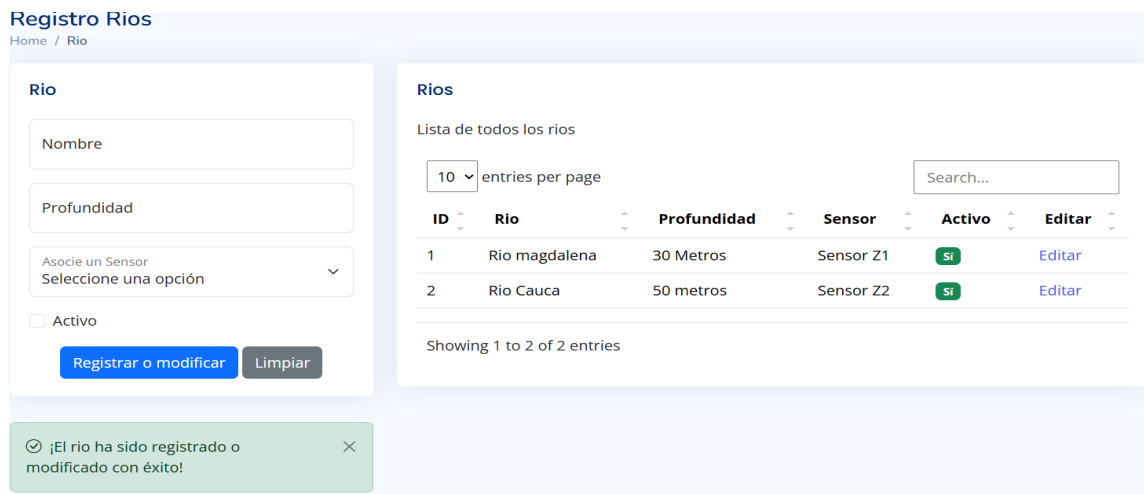 Registro Rios
Home / Rio
Rio
Nombre
Profundidad
Asocie un Sensor
Seleccione una opción
Activo
Registrar o modificar Limpiar
¡El rio ha sido registrado o
modificado con éxito!
Rios
Lista de todos los rios
10 entries per page Search...
ID Rio Profundidad Sensor Activo Editar
1 Rio magdalena 30 Metros Sensor Z1 Sí Editar
2 Rio Cauca 50 metros Sensor Z2 Sí Editar
Showing 1 to 2 of 2 entries